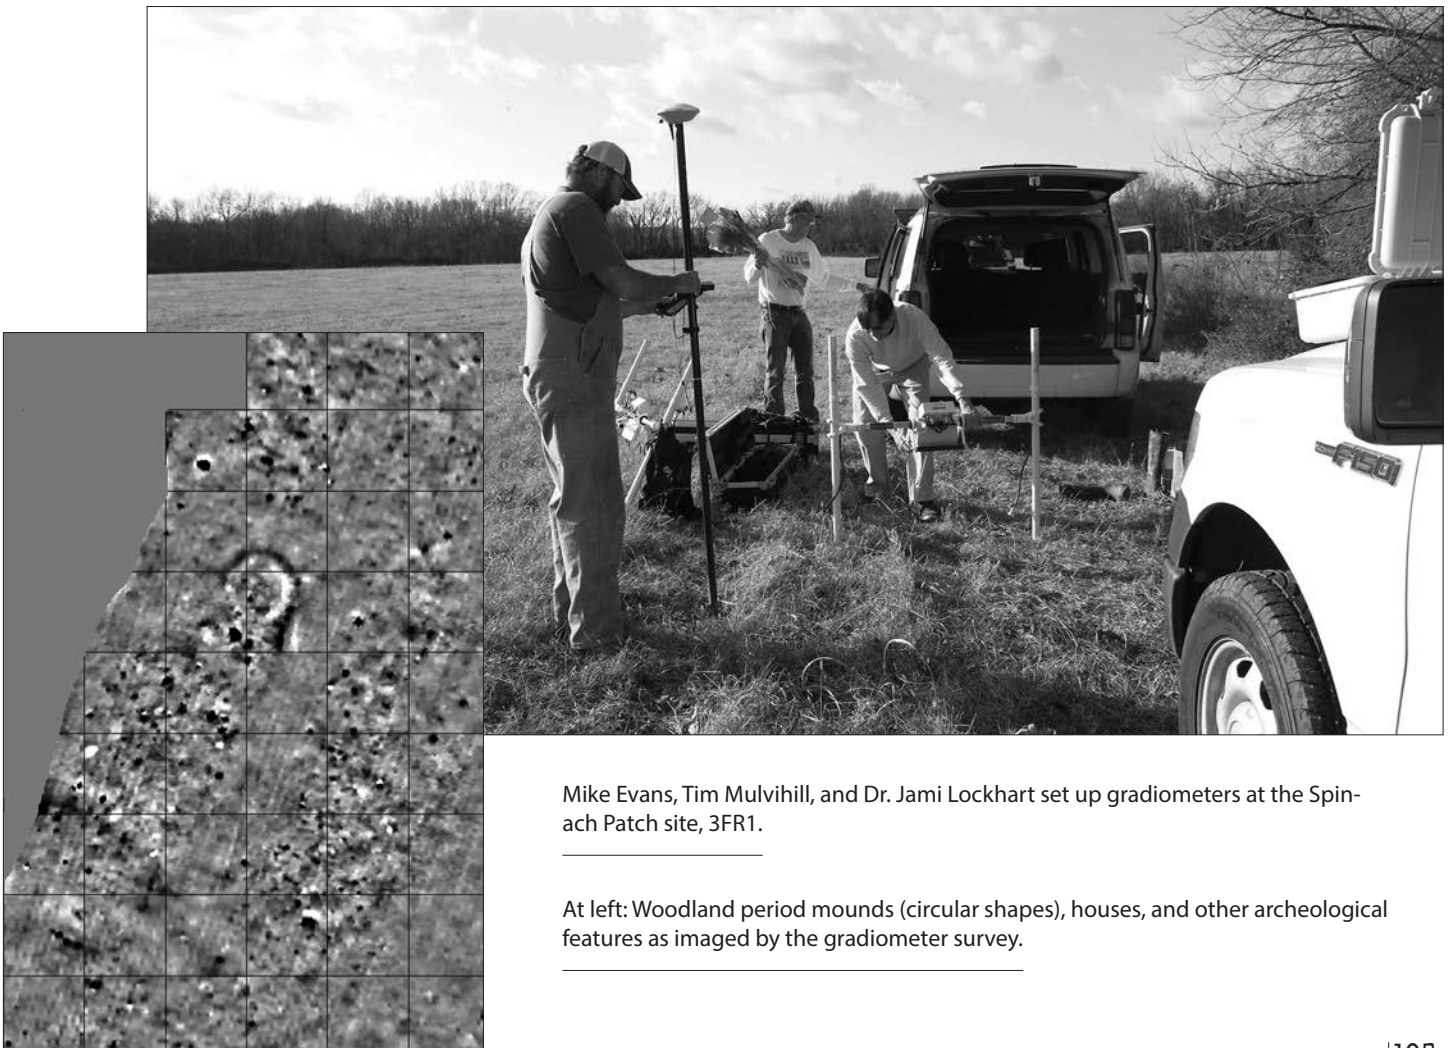 F-150
Mike Evans, Tim Mulvihill, and Dr. Jami Lockhart set up gradiometers at the Spin-
ach Patch site, 3FR1.
At left: Woodland period mounds (circular shapes), houses, and other archeological
features as imaged by the gradiometer survey.